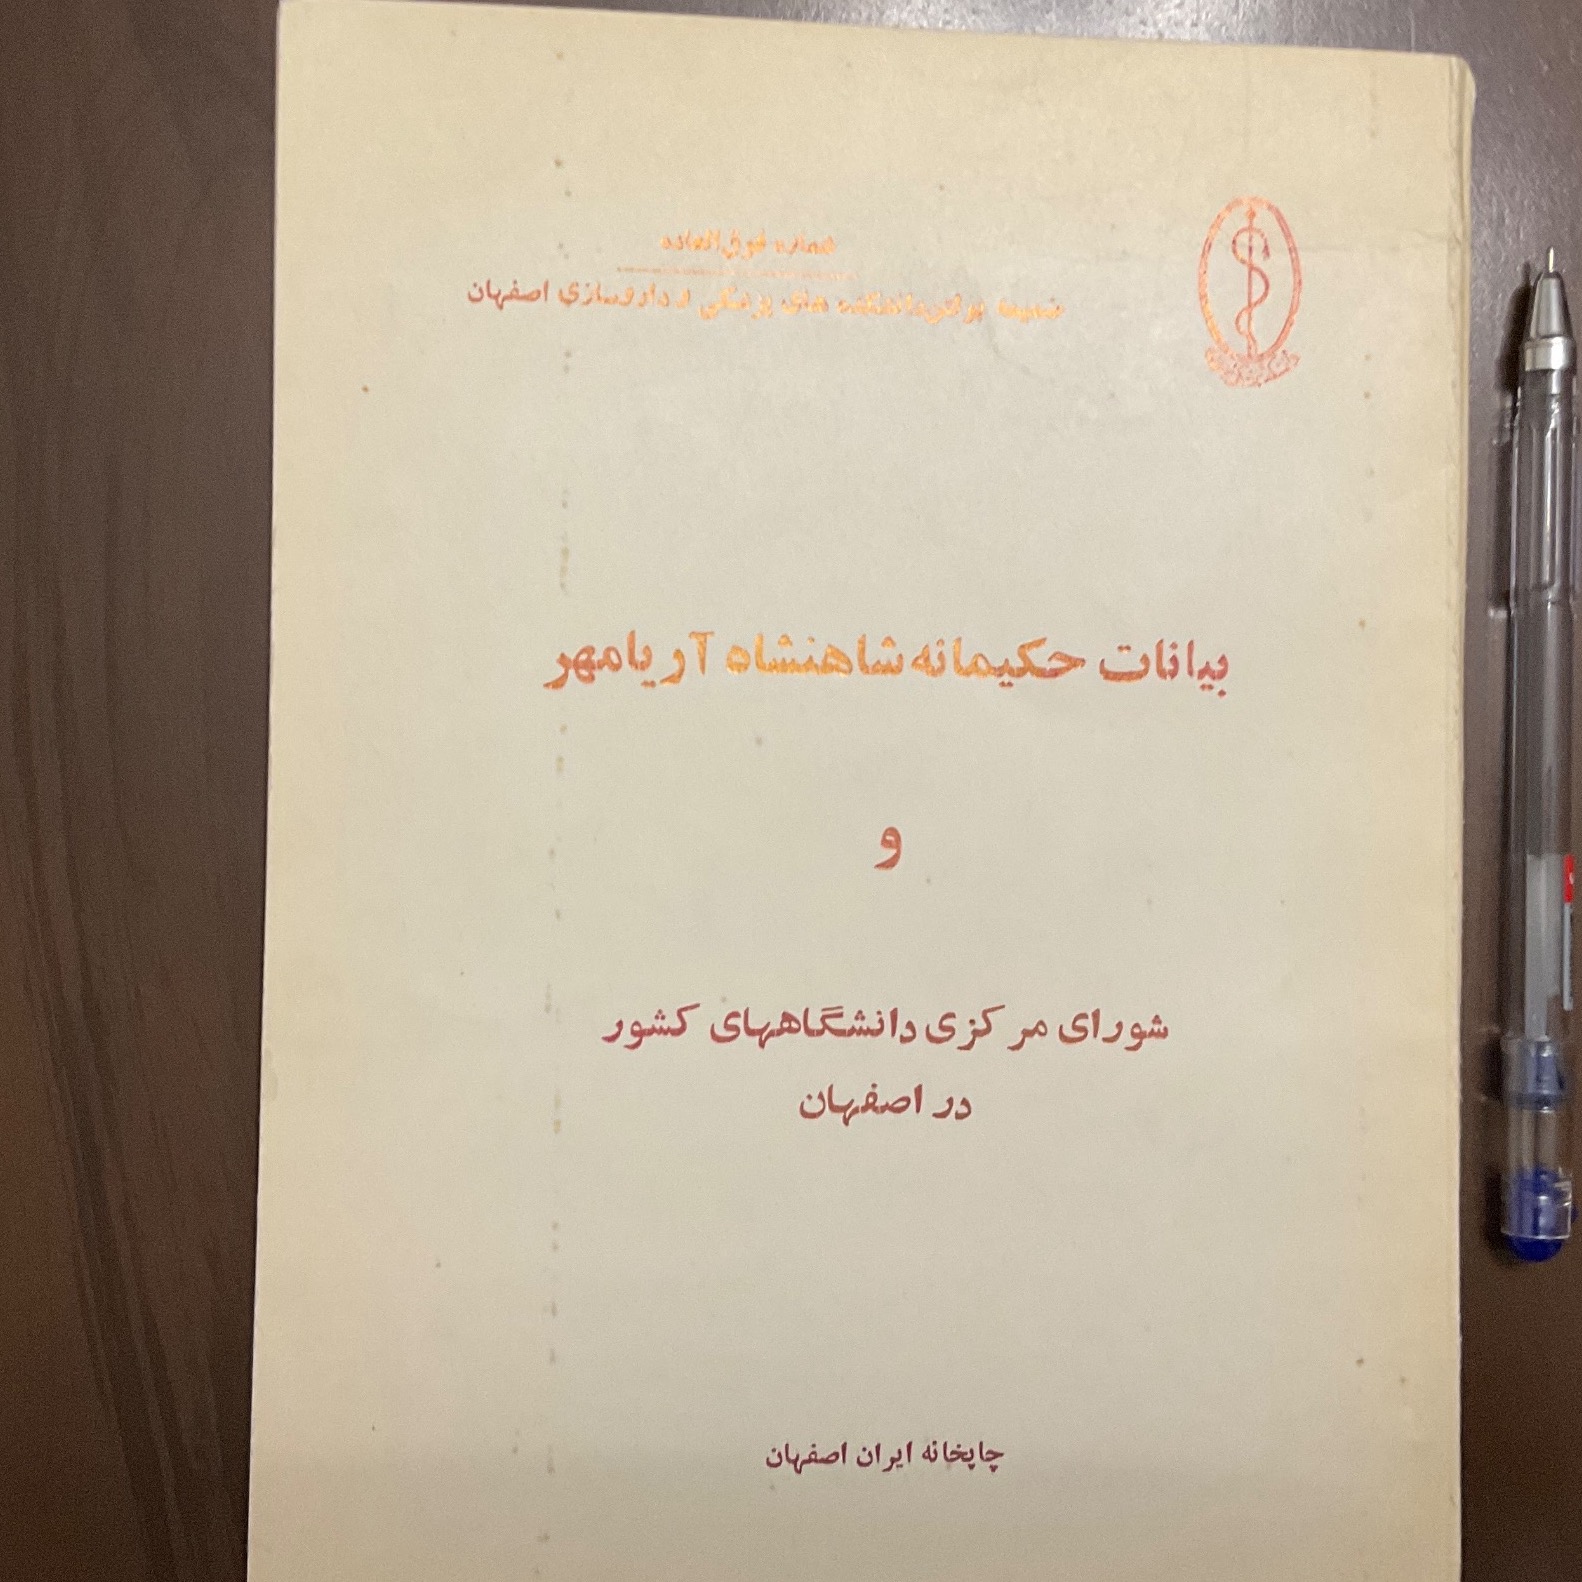 شماره فوق‌العاده
ضمیمه بولتن دانشکده های پزشکی و داروسازی اصفهان
بیانات حکیمانه شاهنشاه آریامهر
و
شورای مرکزی دانشگاههای کشور
در اصفهان
چاپخانه ایران اصفهان